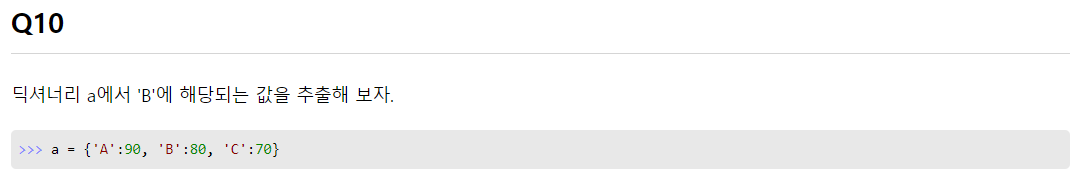 Q10
딕셔너리 a에서 'B'에 해당되는 값을 추출해 보자.
>>> a = {'A':90, 'B':80, 'C':70}